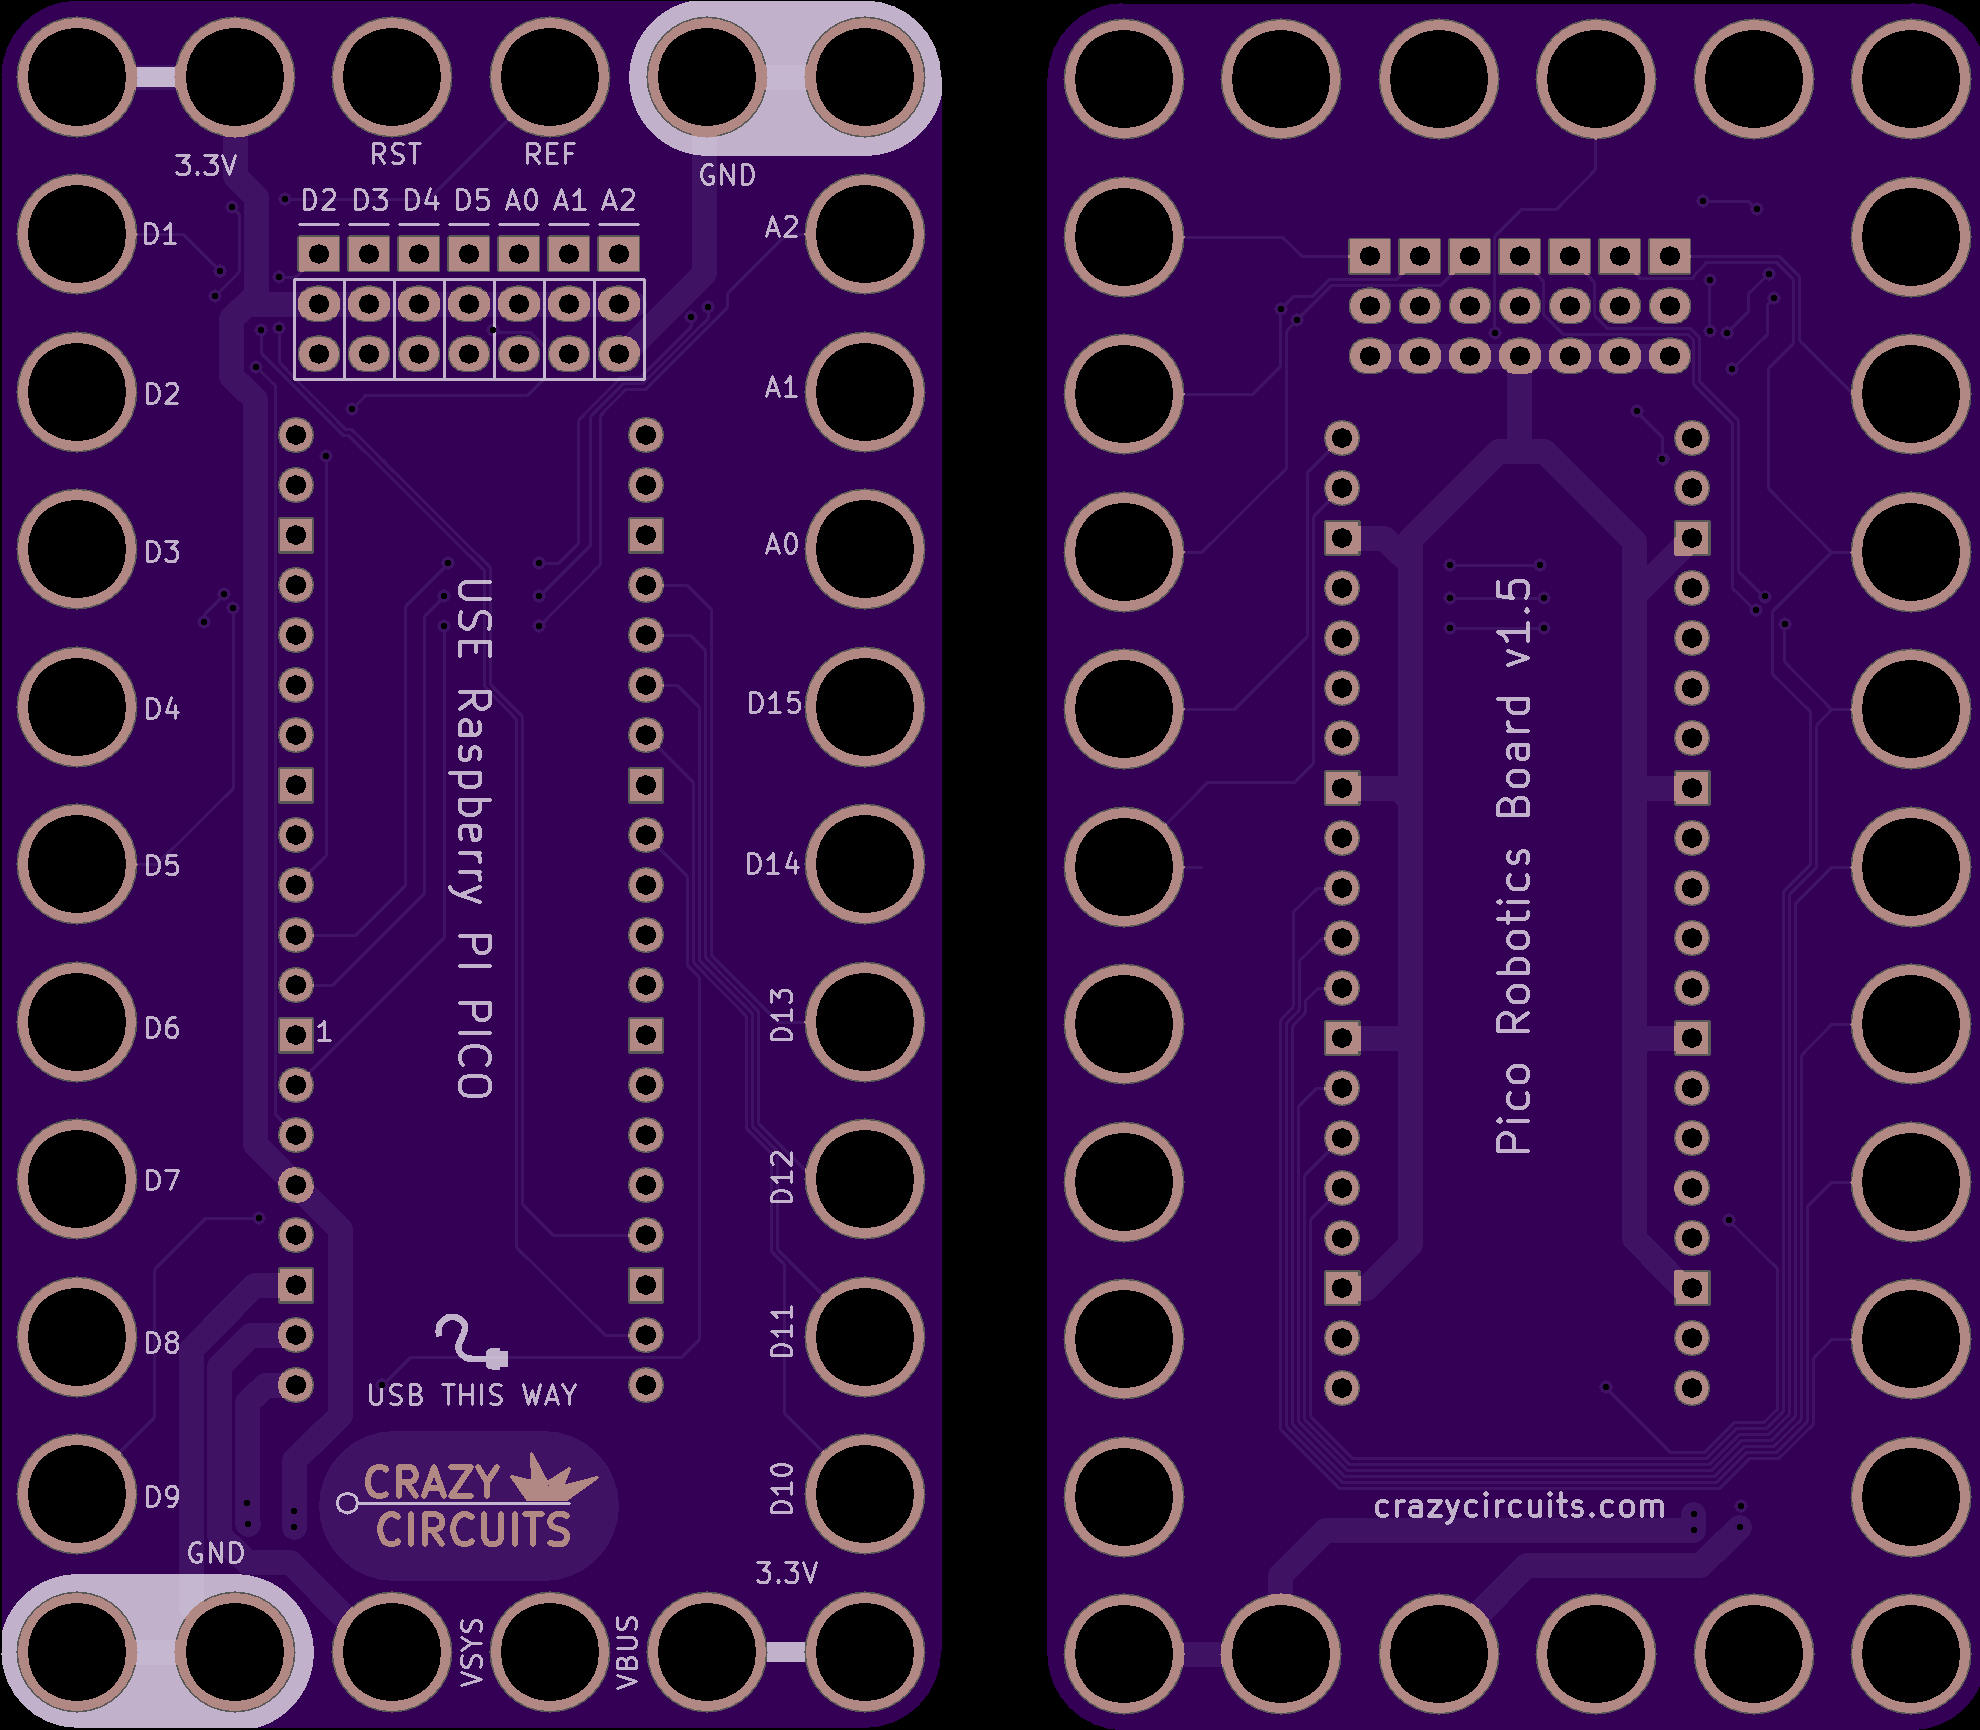 3.3V
RST
REF
GND
D2 D3 D4 D5 A0 A1 A2
D1
D2
D3
D4
D5
D6
D7
D8
D9
GND
A2
A1
A0
D15
D14
D13
D12
D11
D10
3.3V
1
USE Raspbarry PI PICO
USB THIS WAY
CRAZY
CIRCUITS
VSYS
VBUS
Pico Robotics Board v1.5
crazycircuits.com